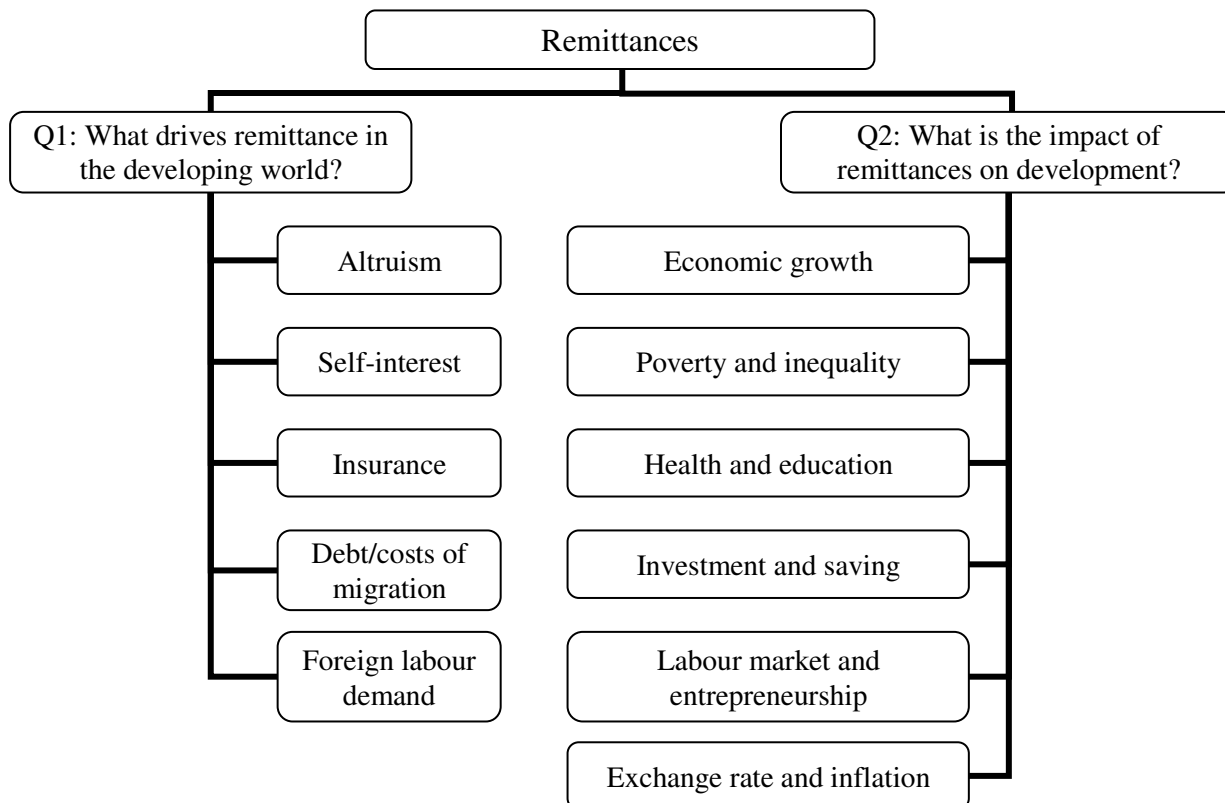 Remittances
Q1: What drives remittance in
the developing world?
Q2: What is the impact of
remittances on development?
Altruism
Self-interest
Insurance
Debt/costs of
migration
Foreign labour
demand
Economic growth
Poverty and inequality
Health and education
Investment and saving
Labour market and
entrepreneurship
Exchange rate and inflation